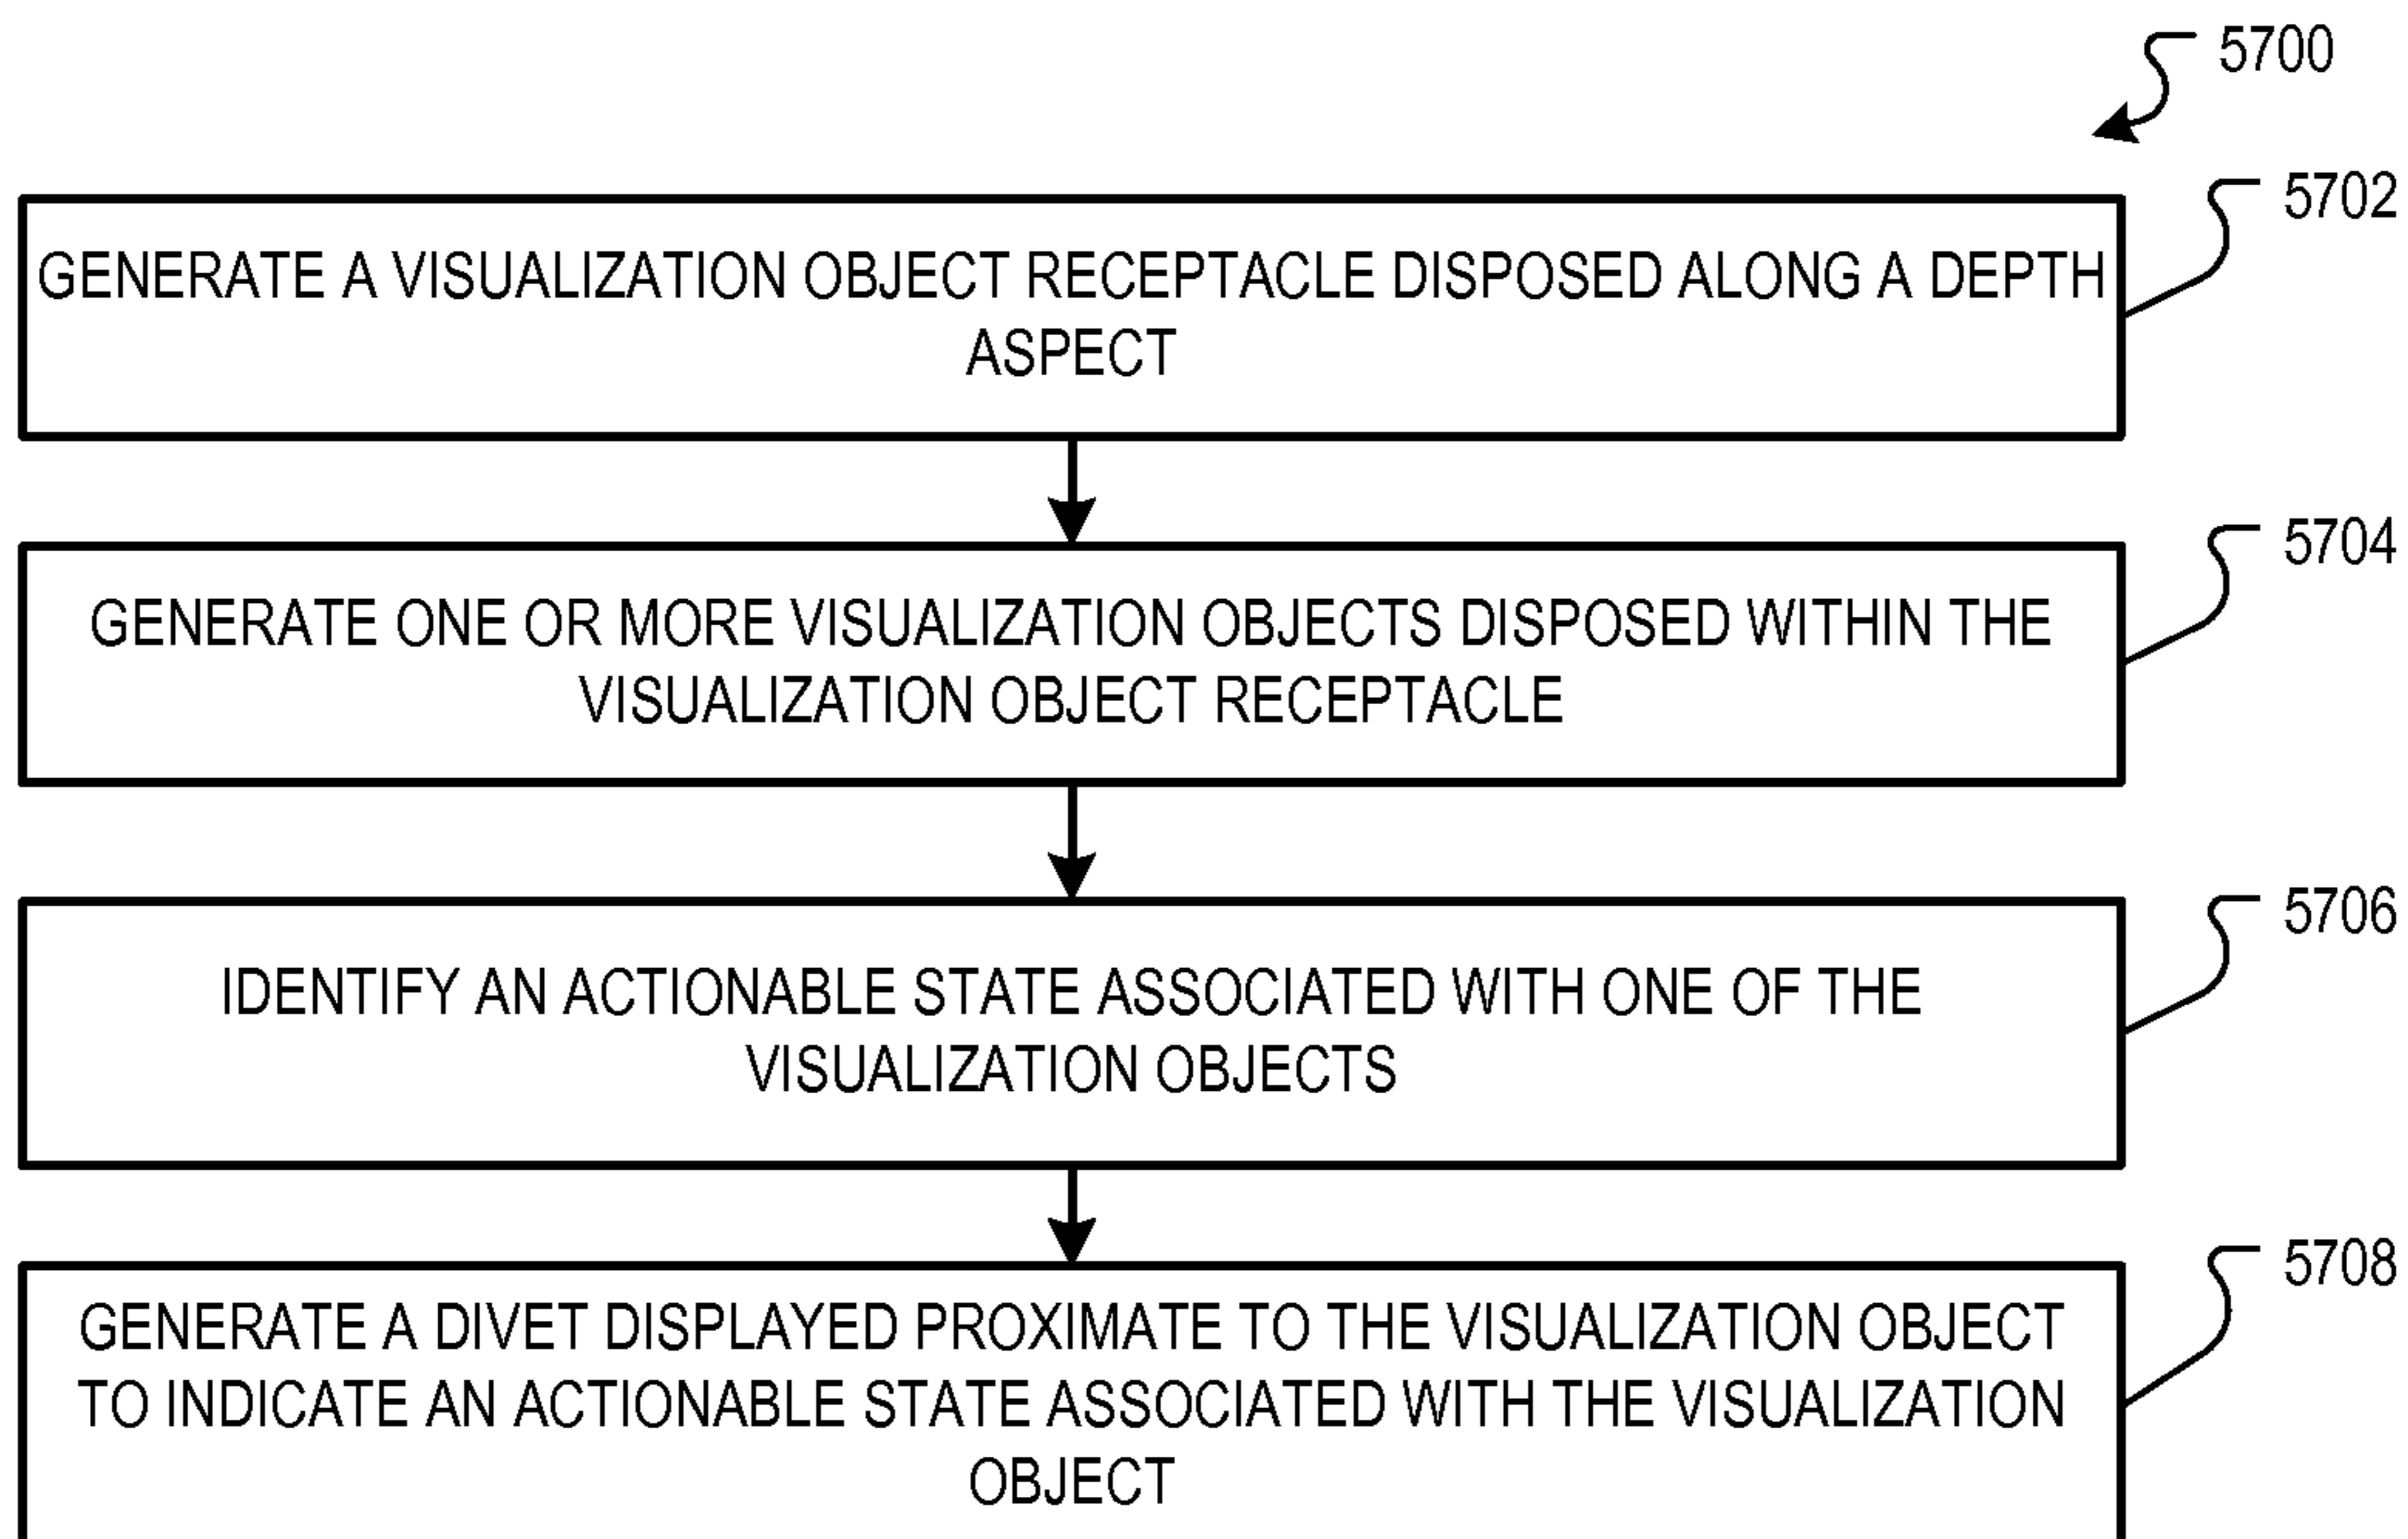 5700
5702
GENERATE A VISUALIZATION OBJECT RECEPTACLE DISPOSED ALONG A DEPTH
ASPECT
5704
GENERATE ONE OR MORE VISUALIZATION OBJECTS DISPOSED WITHIN THE
VISUALIZATION OBJECT RECEPTACLE
5706
IDENTIFY AN ACTIONABLE STATE ASSOCIATED WITH ONE OF THE
VISUALIZATION OBJECTS
5708
GENERATE A DIVET DISPLAYED PROXIMATE TO THE VISUALIZATION OBJECT
TO INDICATE AN ACTIONABLE STATE ASSOCIATED WITH THE VISUALIZATION
OBJECT